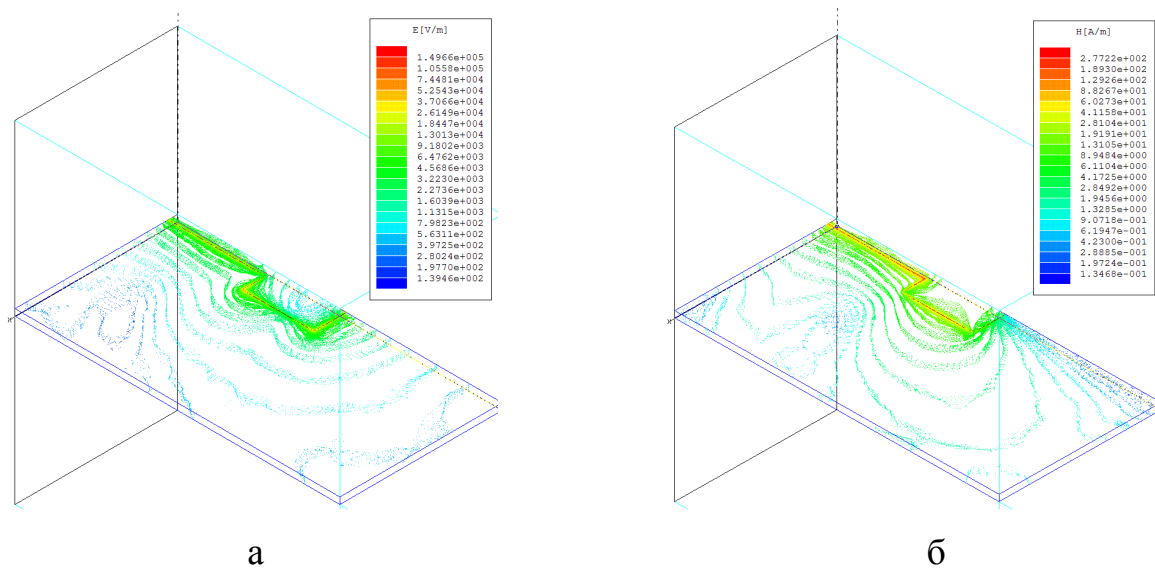 E[V/m]
1.4966e+005
1.0558e+005
7.4481e+004
5.2543e+004
3.7066e+004
2.6149e+004
1.8447e+004
1.3013e+004
9.1802e+003
6.4762e+003
4.5686e+003
3.2230e+003
2.2736e+003
1.6039e+003
1.1315e+003
7.9823e+002
5.6311e+002
3.9725e+002
2.8024e+002
1.9770e+002
1.3946e+002
H[A/m]
2.7722e+002
1.8930e+002
1.2926e+002
8.8267e+001
6.0273e+001
4.1158e+001
2.8104e+001
1.9191e+001
1.3105e+001
8.9484e+000
6.1104e+000
4.1725e+000
2.8492e+000
1.9456e+000
1.3285e+000
9.0718e-001
6.1947e-001
4.2300e-001
2.8885e-001
1.9724e-001
1.3468e-001
а
б